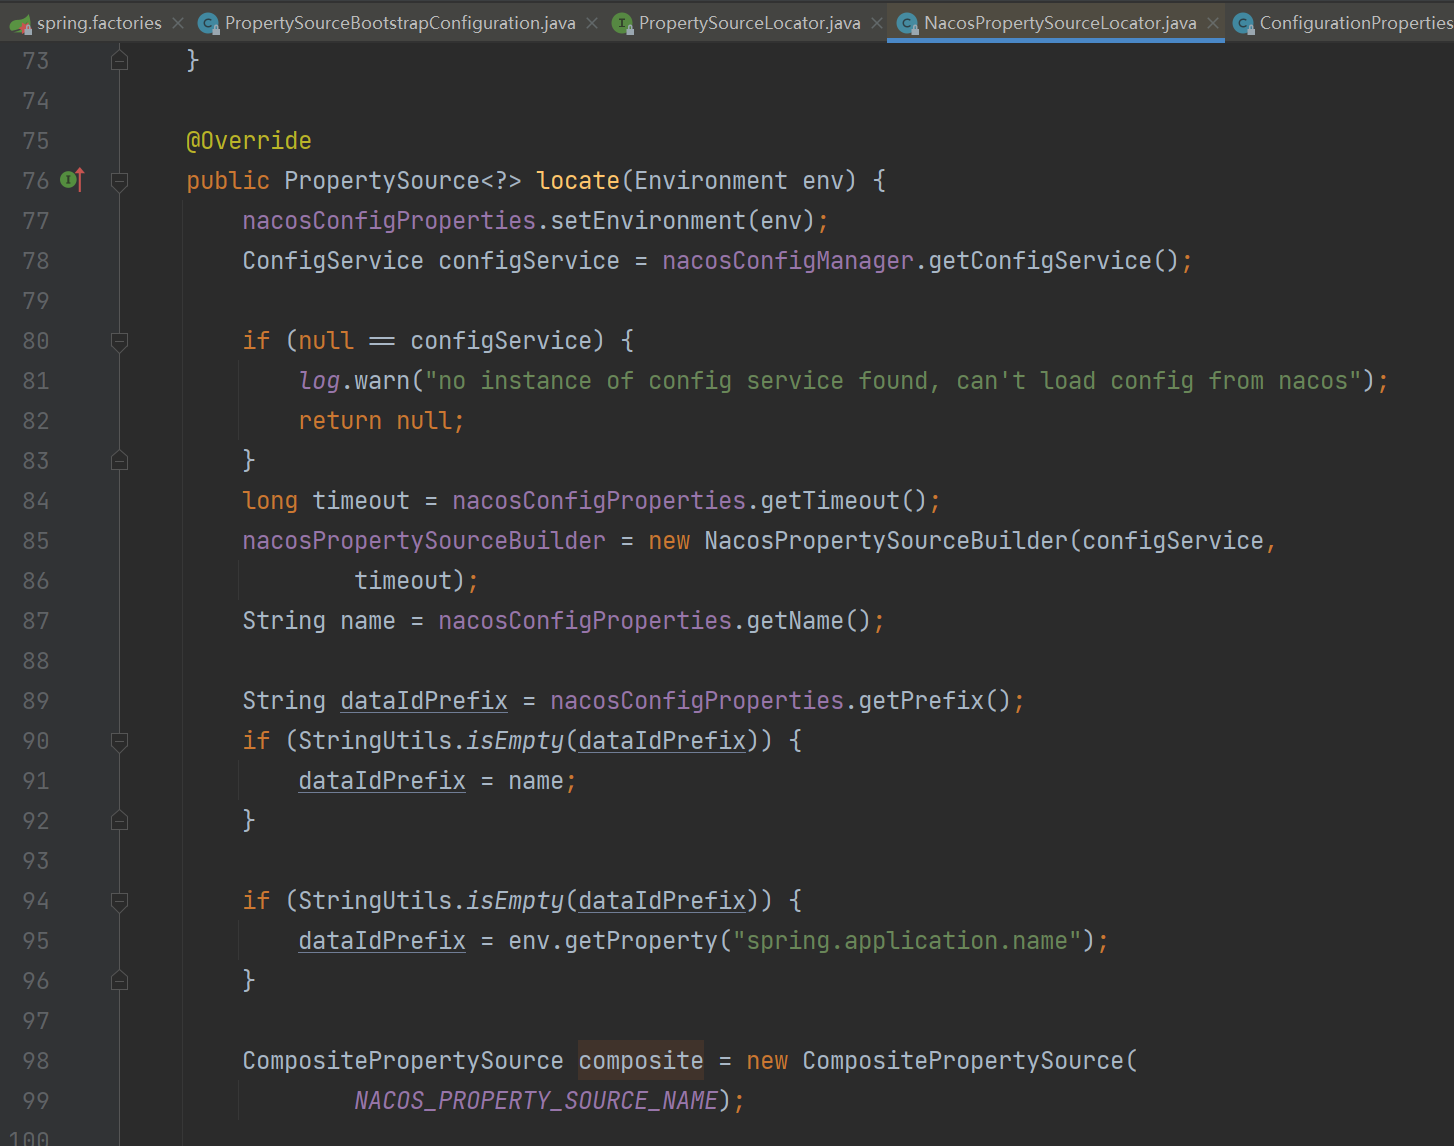 spring.factories PropertySourceBootstrapConfiguration.java PropertySourceLocator.java NacosPropertySourceLocator.java ConfigurationProperties
73 }
74
75 @Override
76 public PropertySource<?> locate(Environment env) {
77 nacosConfigProperties.setEnvironment(env);
78 ConfigService configService = nacosConfigManager.getConfigService();
79
80 if (null == configService) {
81 log.warn("no instance of config service found, can't load config from nacos");
82 return null;
83 }
84 long timeout = nacosConfigProperties.getTimeout();
85 nacosPropertySourceBuilder = new NacosPropertySourceBuilder(configService,
86 timeout);
87 String name = nacosConfigProperties.getName();
88
89 String dataIdPrefix = nacosConfigProperties.getPrefix();
90 if (StringUtils.isEmpty(dataIdPrefix)) {
91 dataIdPrefix = name;
92 }
93
94 if (StringUtils.isEmpty(dataIdPrefix)) {
95 dataIdPrefix = env.getProperty("spring.application.name");
96 }
97
98 CompositePropertySource composite = new CompositePropertySource(
99 NACOS_PROPERTY_SOURCE_NAME);
100